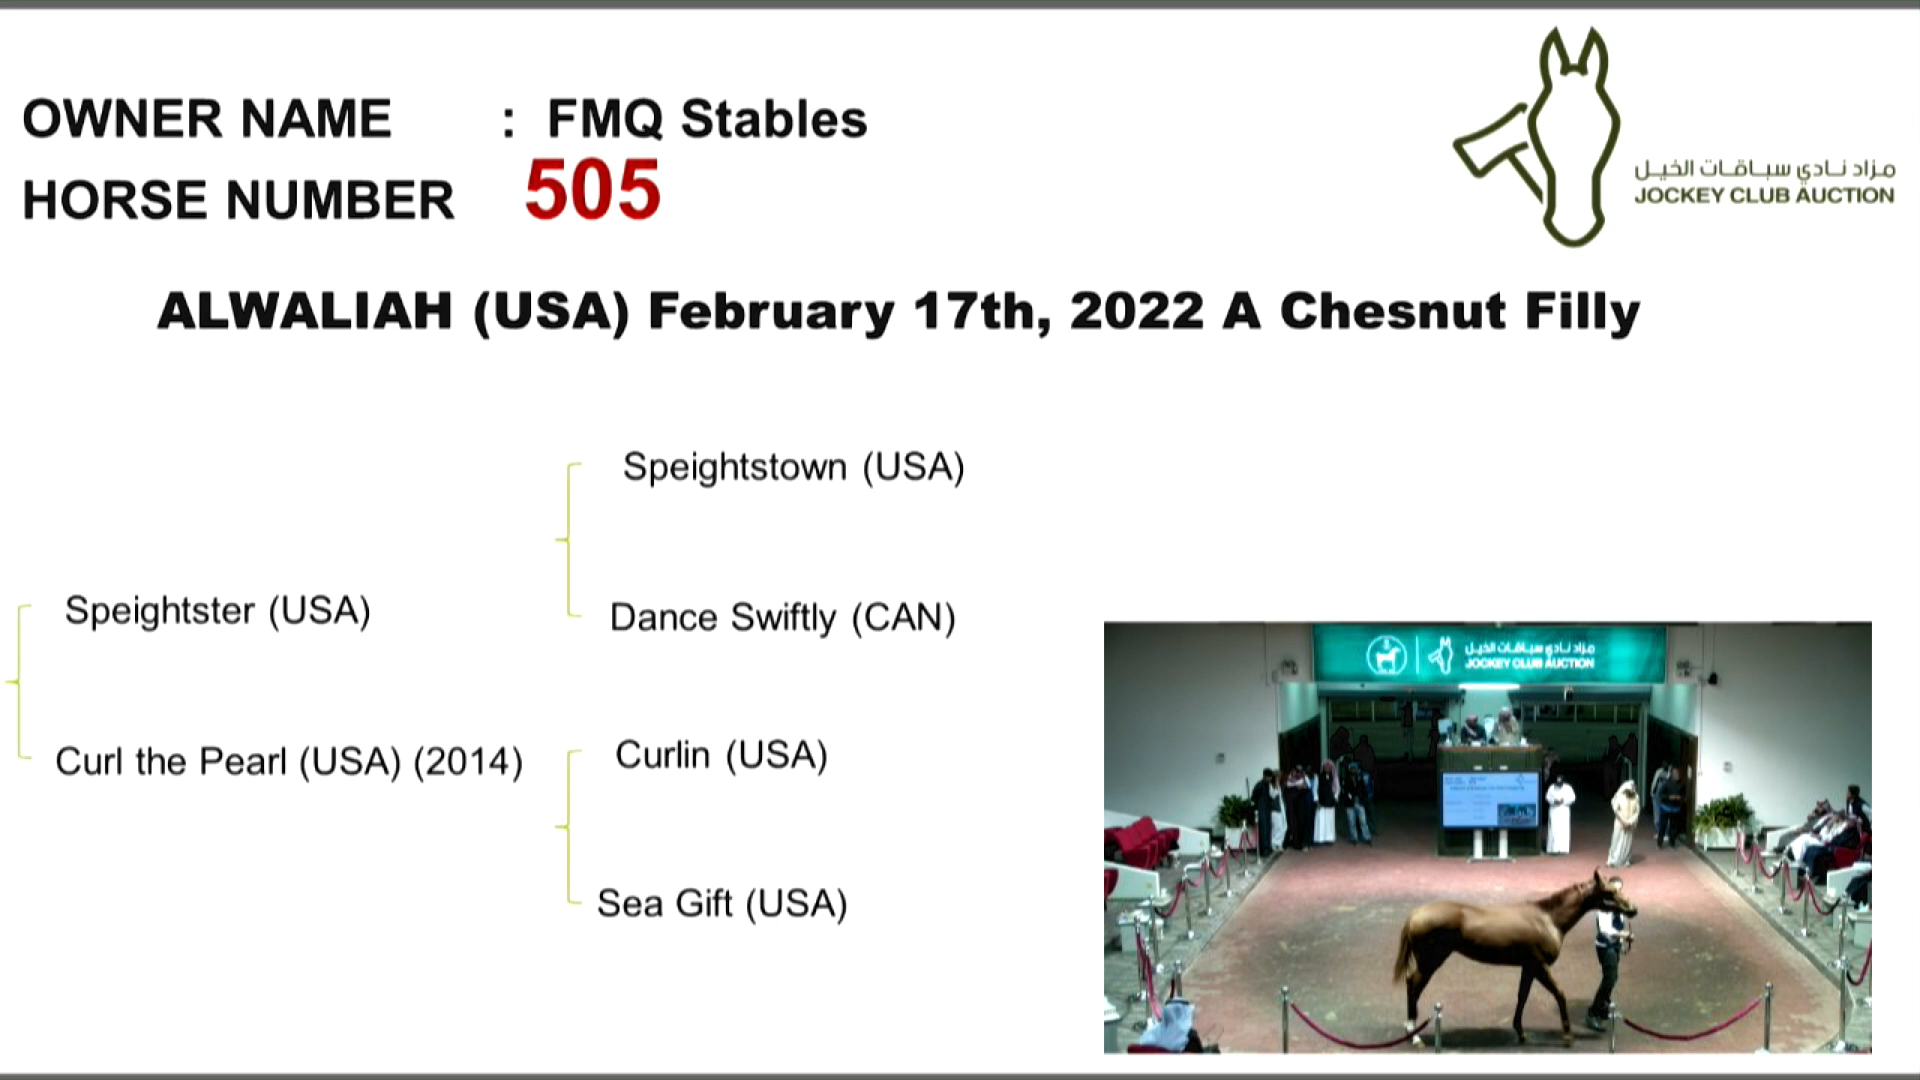 OWNER NAME : FMQ Stables
HORSE NUMBER 505
مزاد نادي سباقات الخيل
JOCKEY CLUB AUCTION
ALWALIAH (USA) February 17th, 2022 A Chesnut Filly
Speightstown (USA)
Speightster (USA)
Dance Swiftly (CAN)
Curl the Pearl (USA) (2014)
Curlin (USA)
Sea Gift (USA)
مزاد نادي سباقات الخيل
JOCKEY CLUB AUCTION